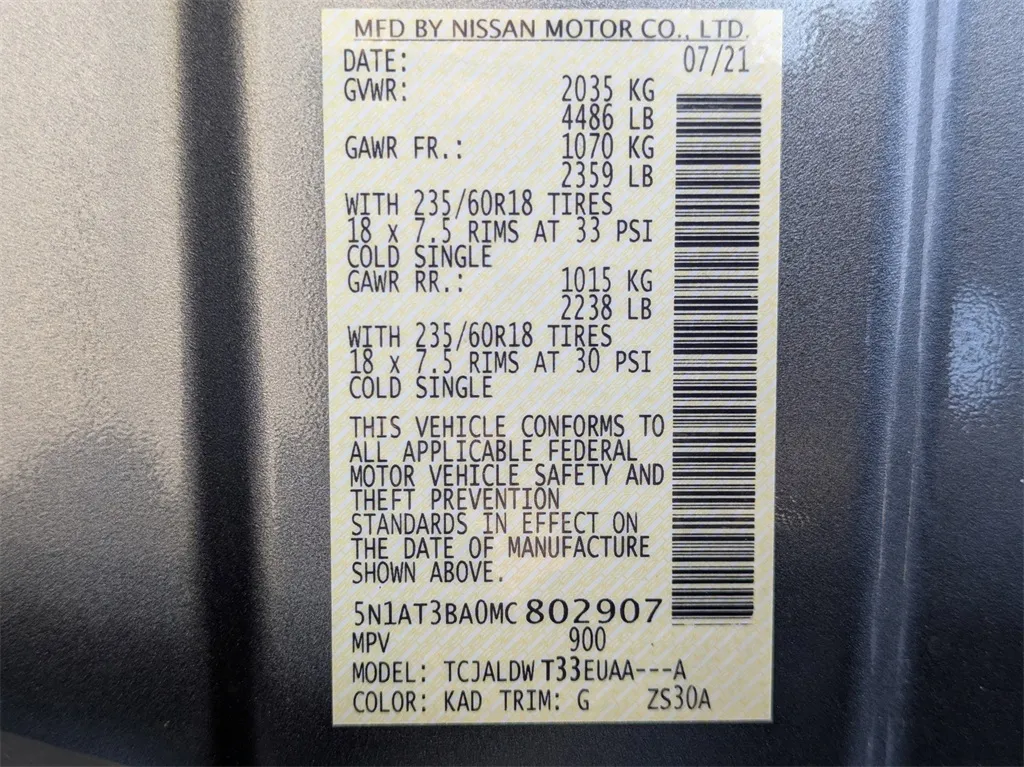 MFD BY NISSAN MOTOR CO., LTD.
DATE: 07/21
GVWR: 2035 KG
4486 LB
GAWR FR.: 1070 KG
2359 LB
WITH 235/60R18 TIRES
18 x 7.5 RIMS AT 33 PSI
COLD SINGLE
GAWR RR.: 1015 KG
2238 LB
WITH 235/60R18 TIRES
18 x 7.5 RIMS AT 30 PSI
COLD SINGLE
THIS VEHICLE CONFORMS TO
ALL APPLICABLE FEDERAL
MOTOR VEHICLE SAFETY AND
THEFT PREVENTION
STANDARDS IN EFFECT ON
THE DATE OF MANUFACTURE
SHOWN ABOVE.
5N1AT3BA0MC 802907
MPV 900
MODEL: TCJALDW T33EUAA---A
COLOR: KAD TRIM: G ZS30A